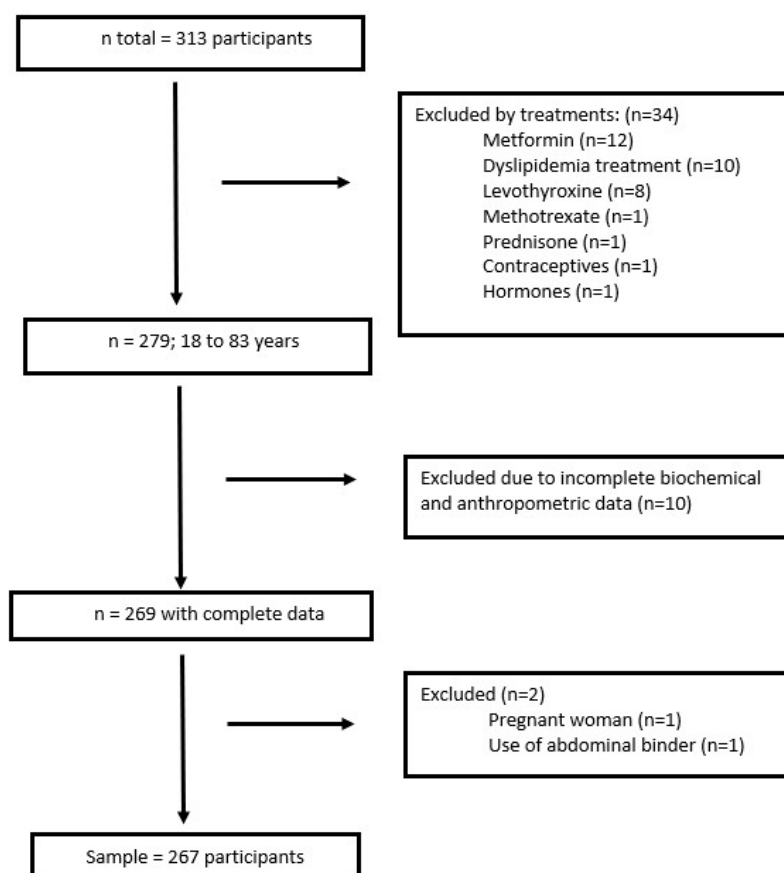 n total = 313 participants
Excluded by treatments: (n=34)
Metformin (n=12)
Dyslipidemia treatment (n=10)
Levothyroxine (n=8)
Methotrexate (n=1)
Prednisone (n=1)
Contraceptives (n=1)
Hormones (n=1)
n = 279; 18 to 83 years
Excluded due to incomplete biochemical
and anthropometric data (n=10)
n = 269 with complete data
Excluded (n=2)
Pregnant woman (n=1)
Use of abdominal binder (n=1)
Sample = 267 participants